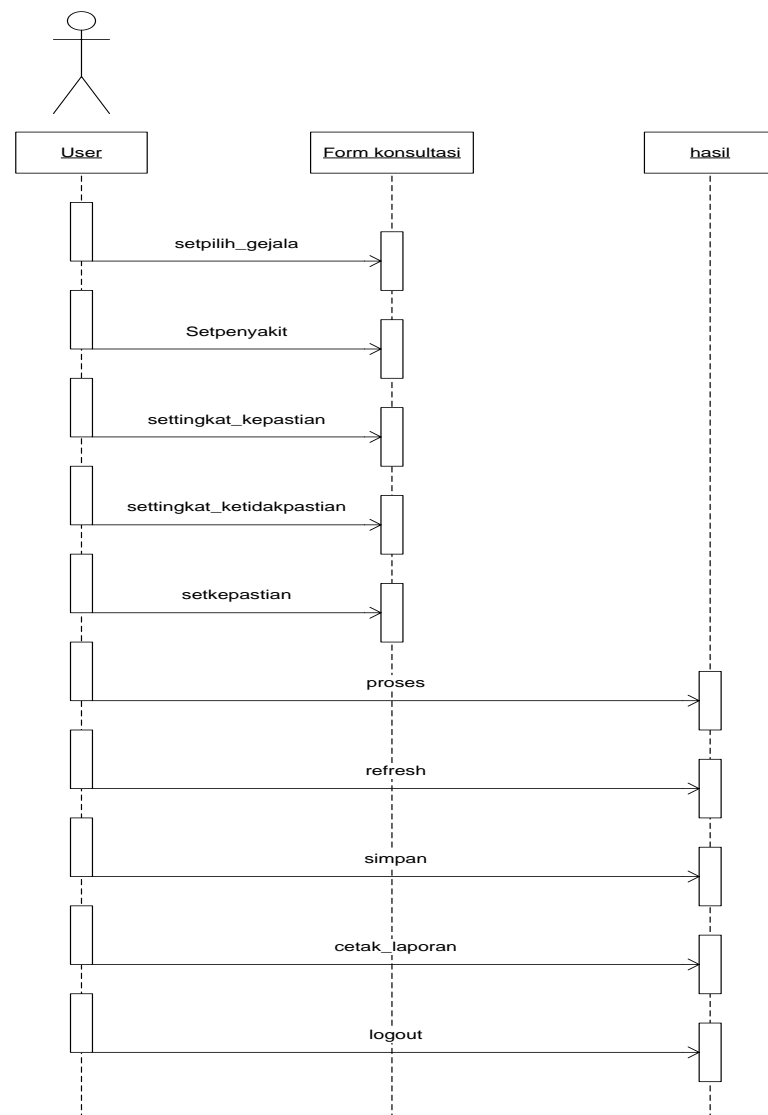 User
Form konsultasi
hasil
setpilih_gejala
Setpenyakit
settingkat_kepastian
settingkat_ketidakpastian
setkepastian
proses
refresh
simpan
cetak_laporan
logout